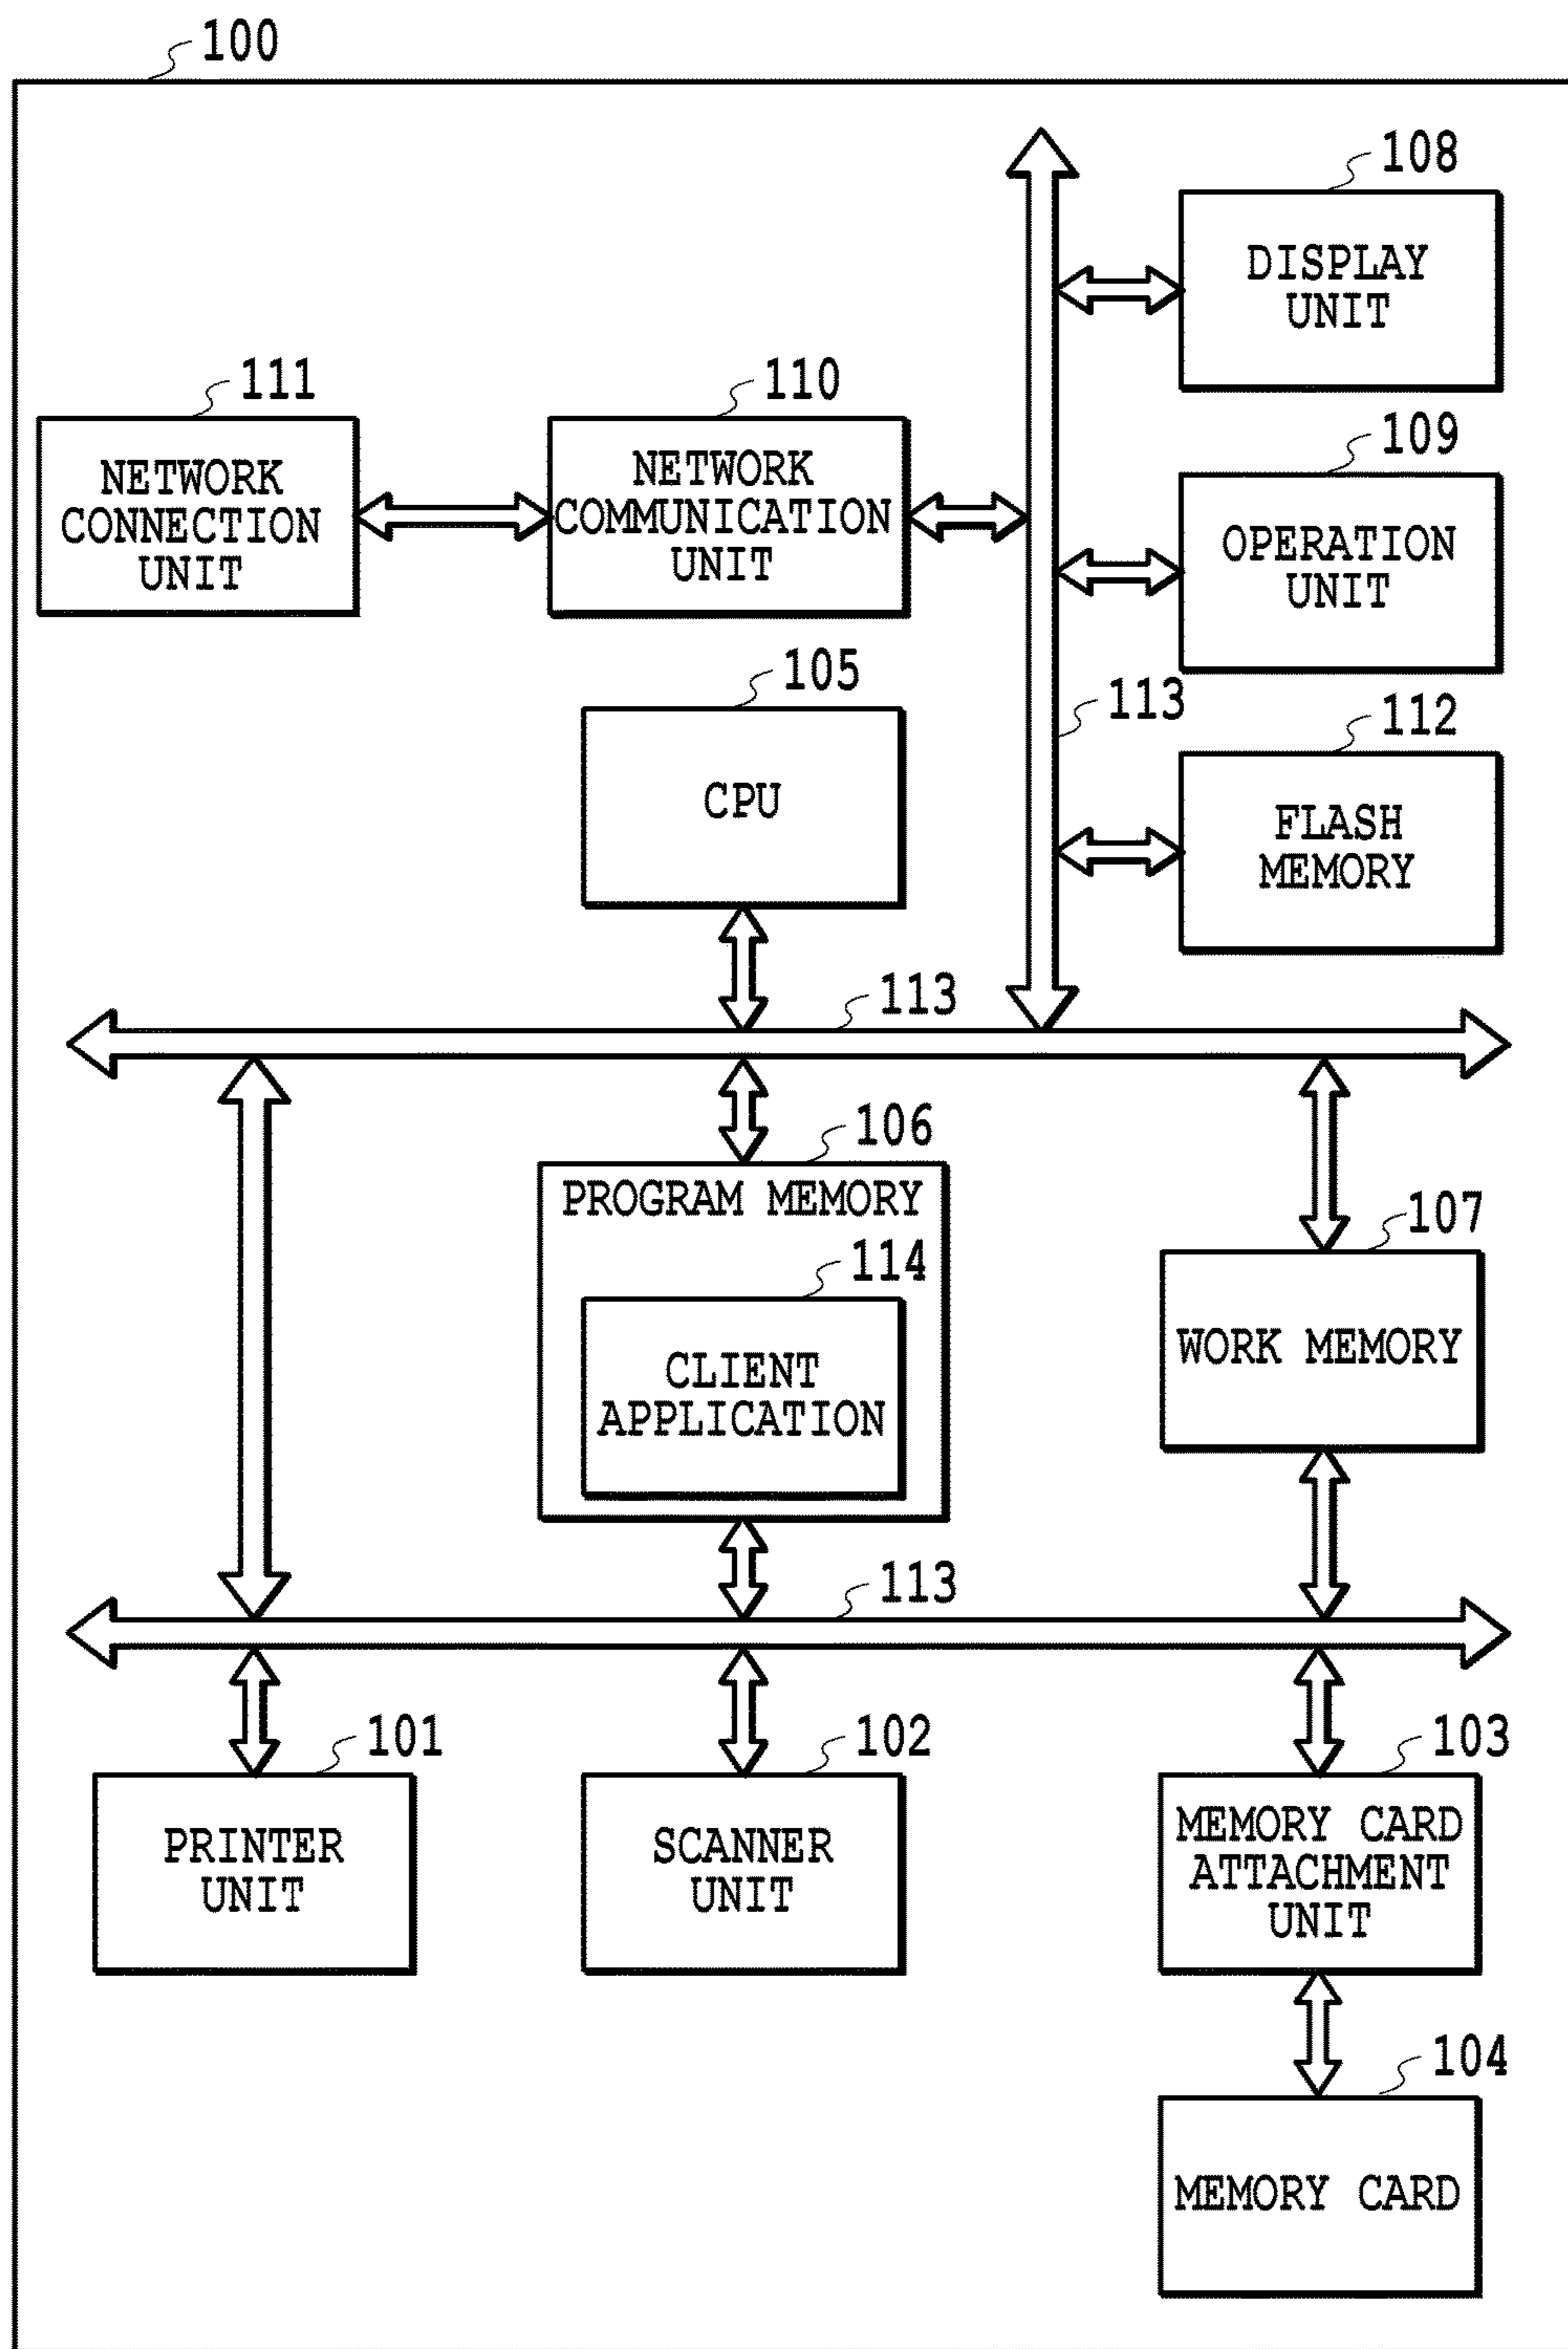 100
108
DISPLAY
UNIT
111
NETWORK
CONNECTION
UNIT
110
NETWORK
COMMUNICATION
UNIT
109
OPERATION
UNIT
105
CPU
113
112
FLASH
MEMORY
113
106
PROGRAM MEMORY
114
CLIENT
APPLICATION
107
WORK MEMORY
113
101
PRINTER
UNIT
102
SCANNER
UNIT
103
MEMORY CARD
ATTACHMENT
UNIT
104
MEMORY CARD